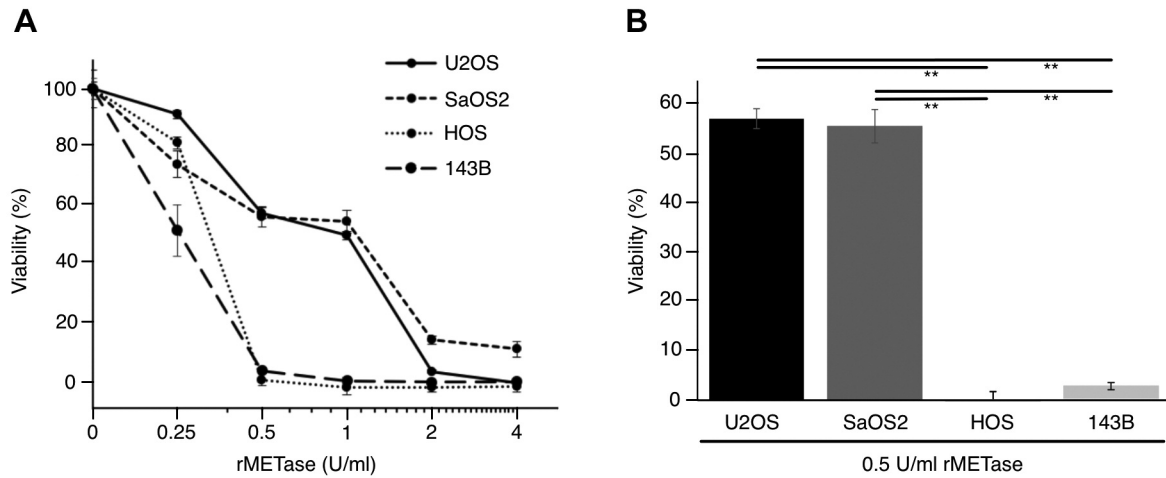 A
U2OS
SaOS2
HOS
143B
100
80
60
40
20
0
Viability (%)
0 0.25 0.5 1 2 4
rMETase (U/ml)
B
** **
** **
60
50
40
30
20
10
0
Viability (%)
U2OS SaOS2 HOS 143B
0.5 U/ml rMETase